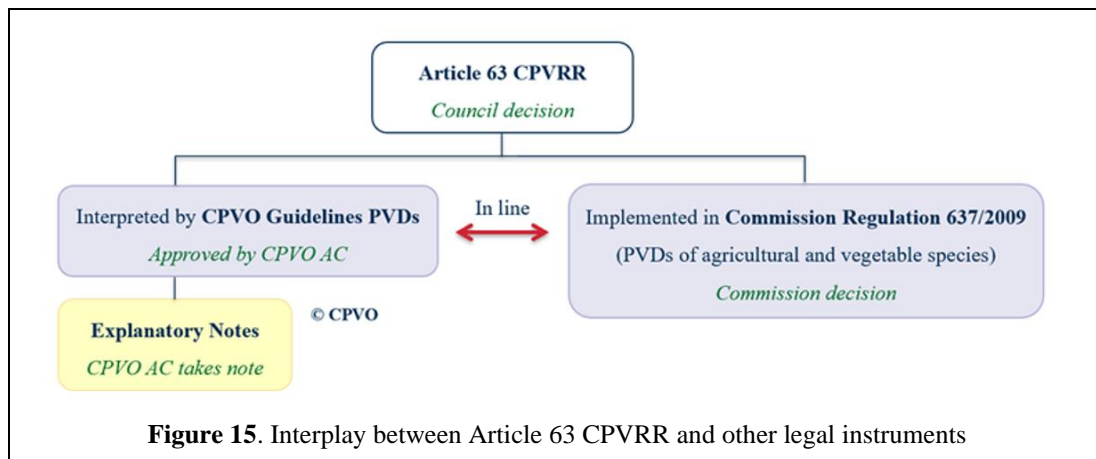 Article 63 CPVRR
Council decision
Interpreted by CPVO Guidelines PVDs
Approved by CPVO AC
In line
Implemented in Commission Regulation 637/2009
(PVDs of agricultural and vegetable species)
Commission decision
Explanatory Notes
CPVO AC takes note
© CPVO
Figure 15. Interplay between Article 63 CPVRR and other legal instruments